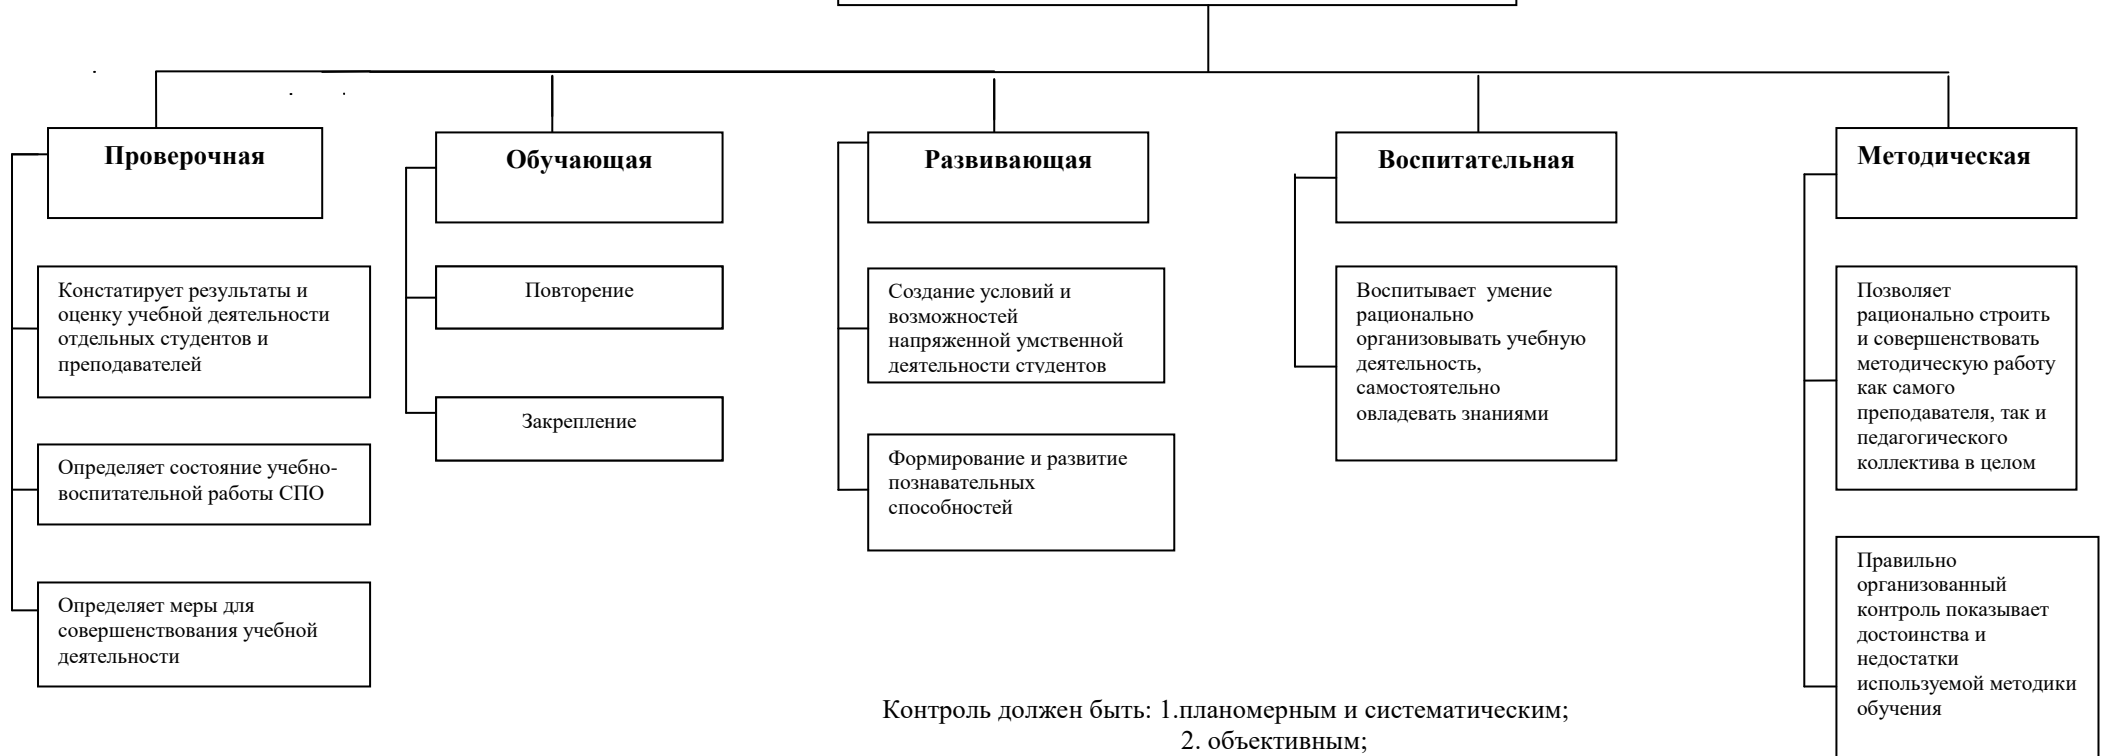 Проверочная
Констатирует результаты и
оценку учебной деятельности
отдельных студентов и
преподавателей
Определяет состояние учебно-
воспитательной работы СПО
Определяет меры для
совершенствования учебной
деятельности
Обучающая
Повторение
Закрепление
Развивающая
Создание условий и
возможностей
напряженной умственной
деятельности студентов
Формирование и развитие
познавательных
способностей
Воспитательная
Воспитывает умение
рационально
организовывать учебную
деятельность,
самостоятельно
овладевать знаниями
Методическая
Позволяет
рационально строить
и совершенствовать
методическую работу
как самого
преподавателя, так и
педагогического
коллектива в целом
Правильно
организованный
контроль показывает
достоинства и
недостатки
используемой методики
обучения
Контроль должен быть: 1.планомерным и систематическим;
2. объективным;